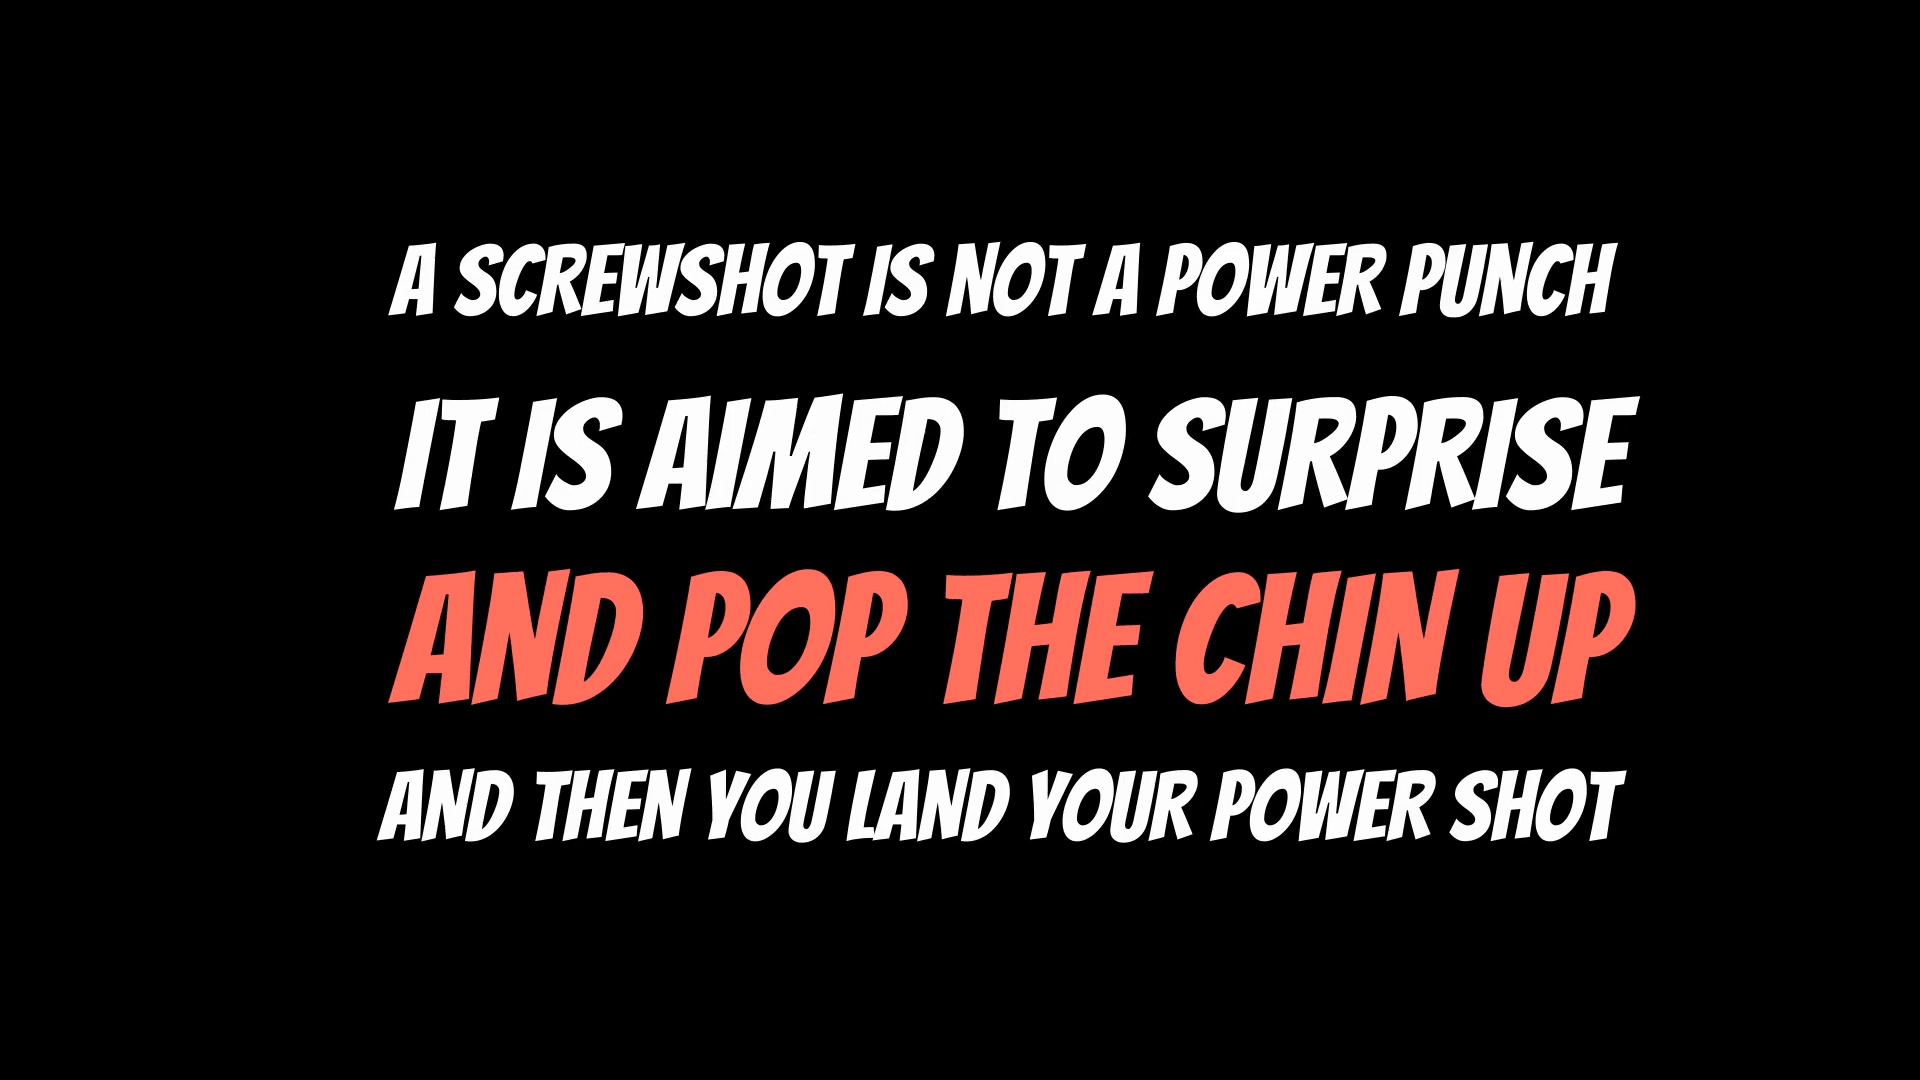 A SCREWSHOT IS NOT A POWER PUNCH
IT IS AIMED TO SURPRISE
AND POP THE CHIN UP
AND THEN YOU LAND YOUR POWER SHOT